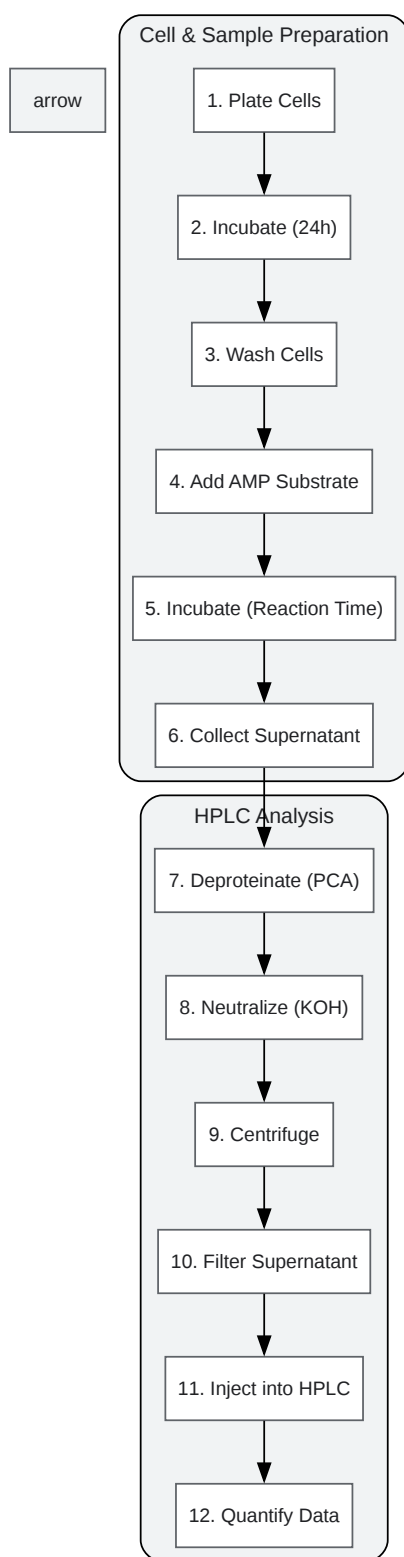 Cell & Sample Preparation
arrow
1. Plate Cells
2. Incubate (24h)
3. Wash Cells
4. Add AMP Substrate
5. Incubate (Reaction Time)
6. Collect Supernatant
HPLC Analysis
7. Deproteinate (PCA)
8. Neutralize (KOH)
9. Centrifuge
10. Filter Supernatant
11. Inject into HPLC
12. Quantify Data